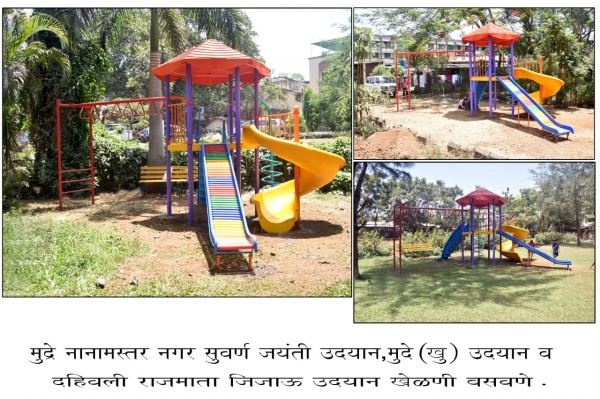 मुद्रे नानामस्तर नगर सुवर्ण जयंती उदयान,मुदे (खु) उदयान व
दहिवली राजमाता जिजाऊ उदयान खेळणी बसवणे .